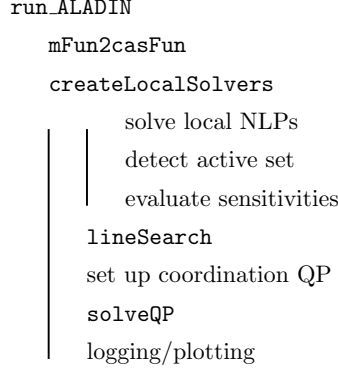 run_ALADIN
mFun2casFun
createLocalSolvers
solve local NLPs
detect active set
evaluate sensitivities
lineSearch
set up coordination QP
solveQP
logging/plotting